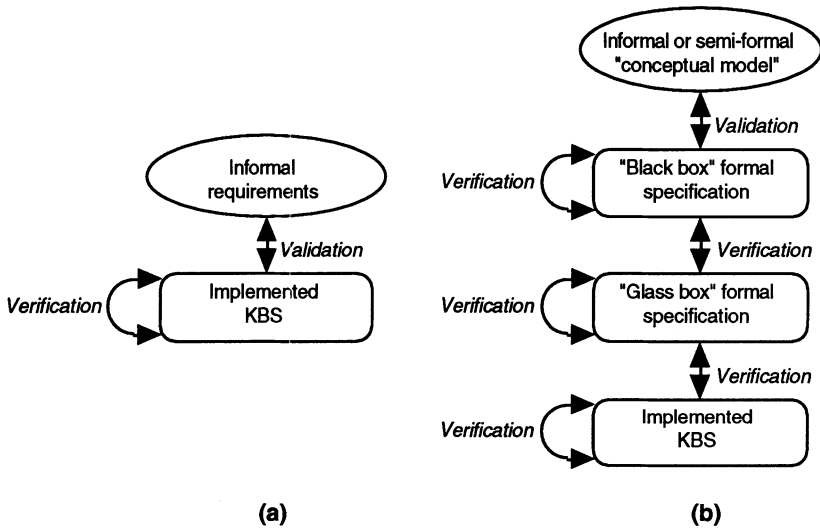 Informal
requirements
Validation
Verification
Implemented
KBS
(a)
Informal or semi-formal
"conceptual model"
Validation
Verification
"Black box" formal
specification
Verification
Verification
"Glass box" formal
specification
Verification
Verification
Implemented
KBS
(b)